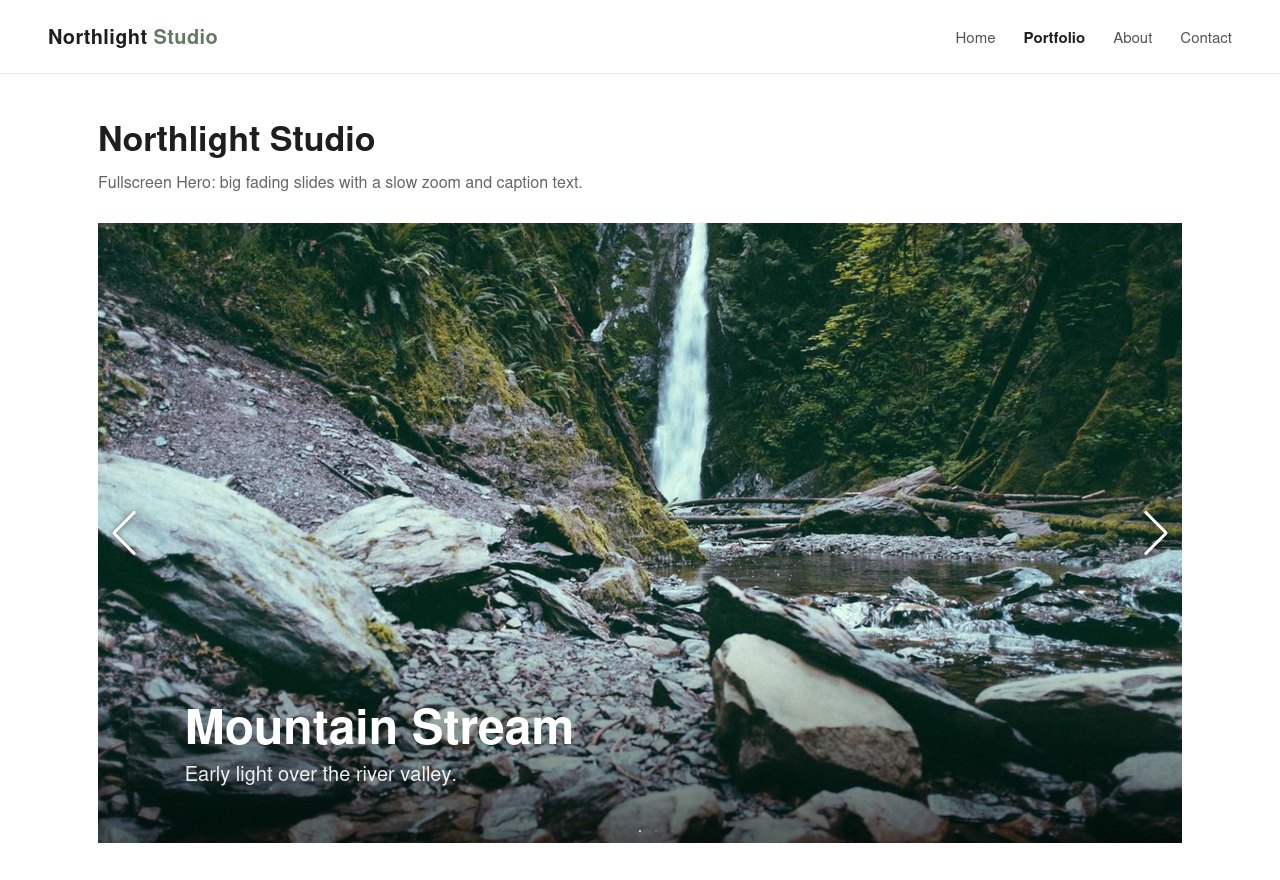 Northlight Studio
Home Portfolio About Contact
Northlight Studio
Fullscreen Hero: big fading slides with a slow zoom and caption text.
Mountain Stream
Early light over the river valley.